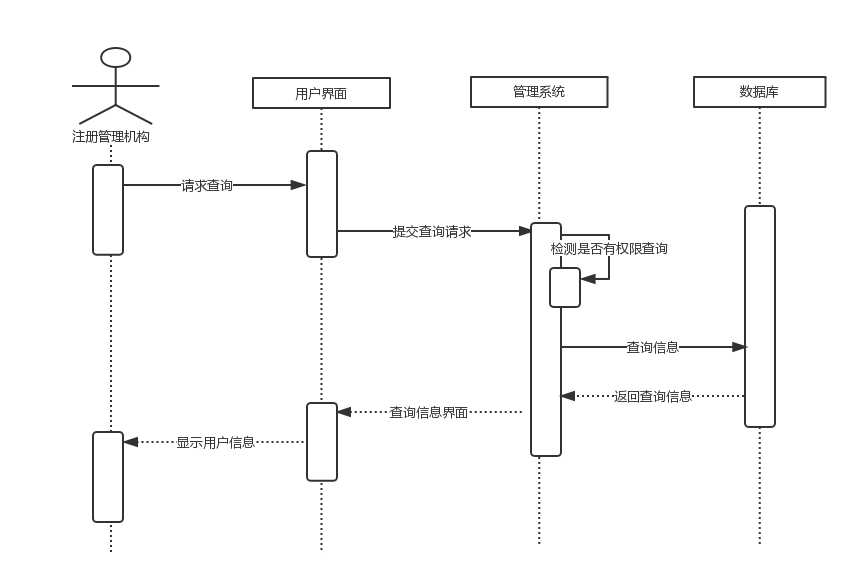 用户界面
管理系统
数据库
注册管理机构
请求查询
提交查询请求
检测是否有权限查询
查询信息
返回查询信息
查询信息界面
显示用户信息